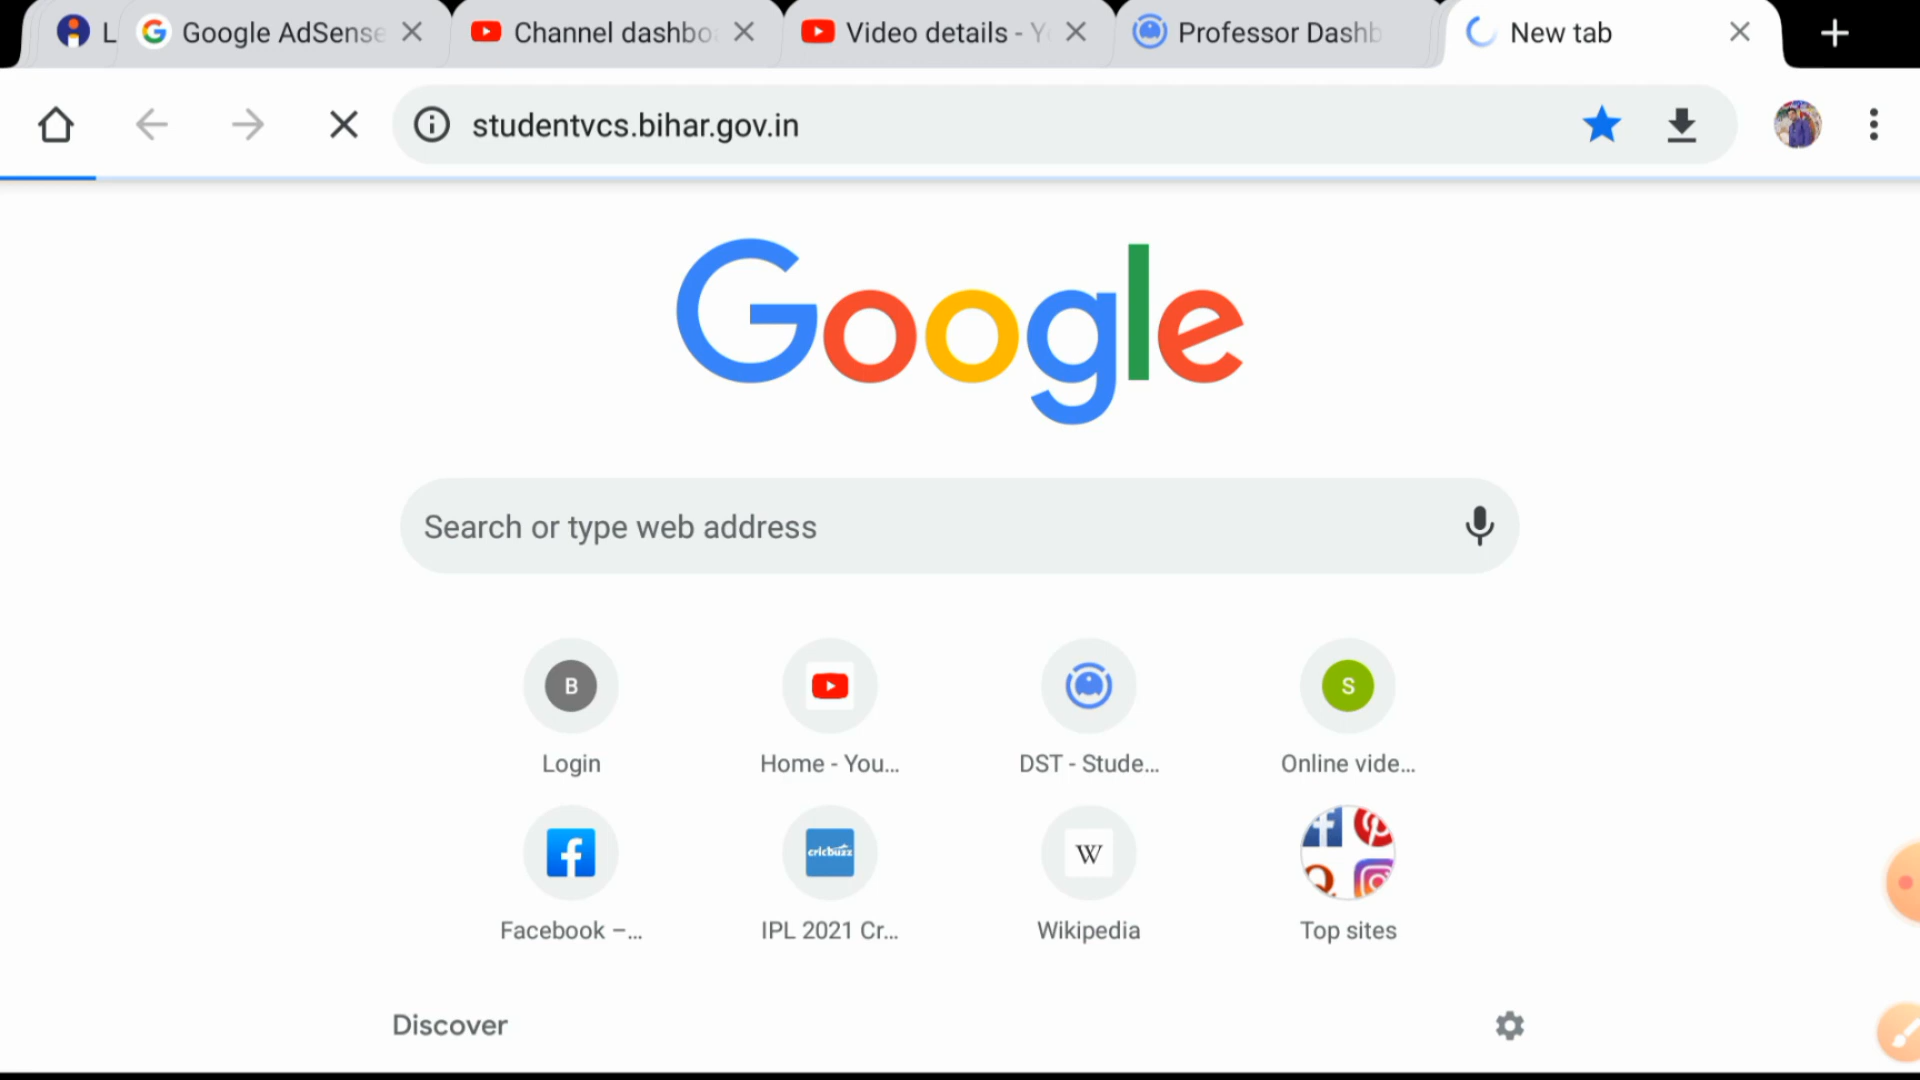 L Google AdSense Channel dashbo Video details - Y Professor Dashb New tab
studentvcs.bihar.gov.in
Google
Search or type web address
B S
Login Home - You... DST - Stude... Online vide...
cricbuzz W
Facebook –... IPL 2021 Cr... Wikipedia Top sites
Discover